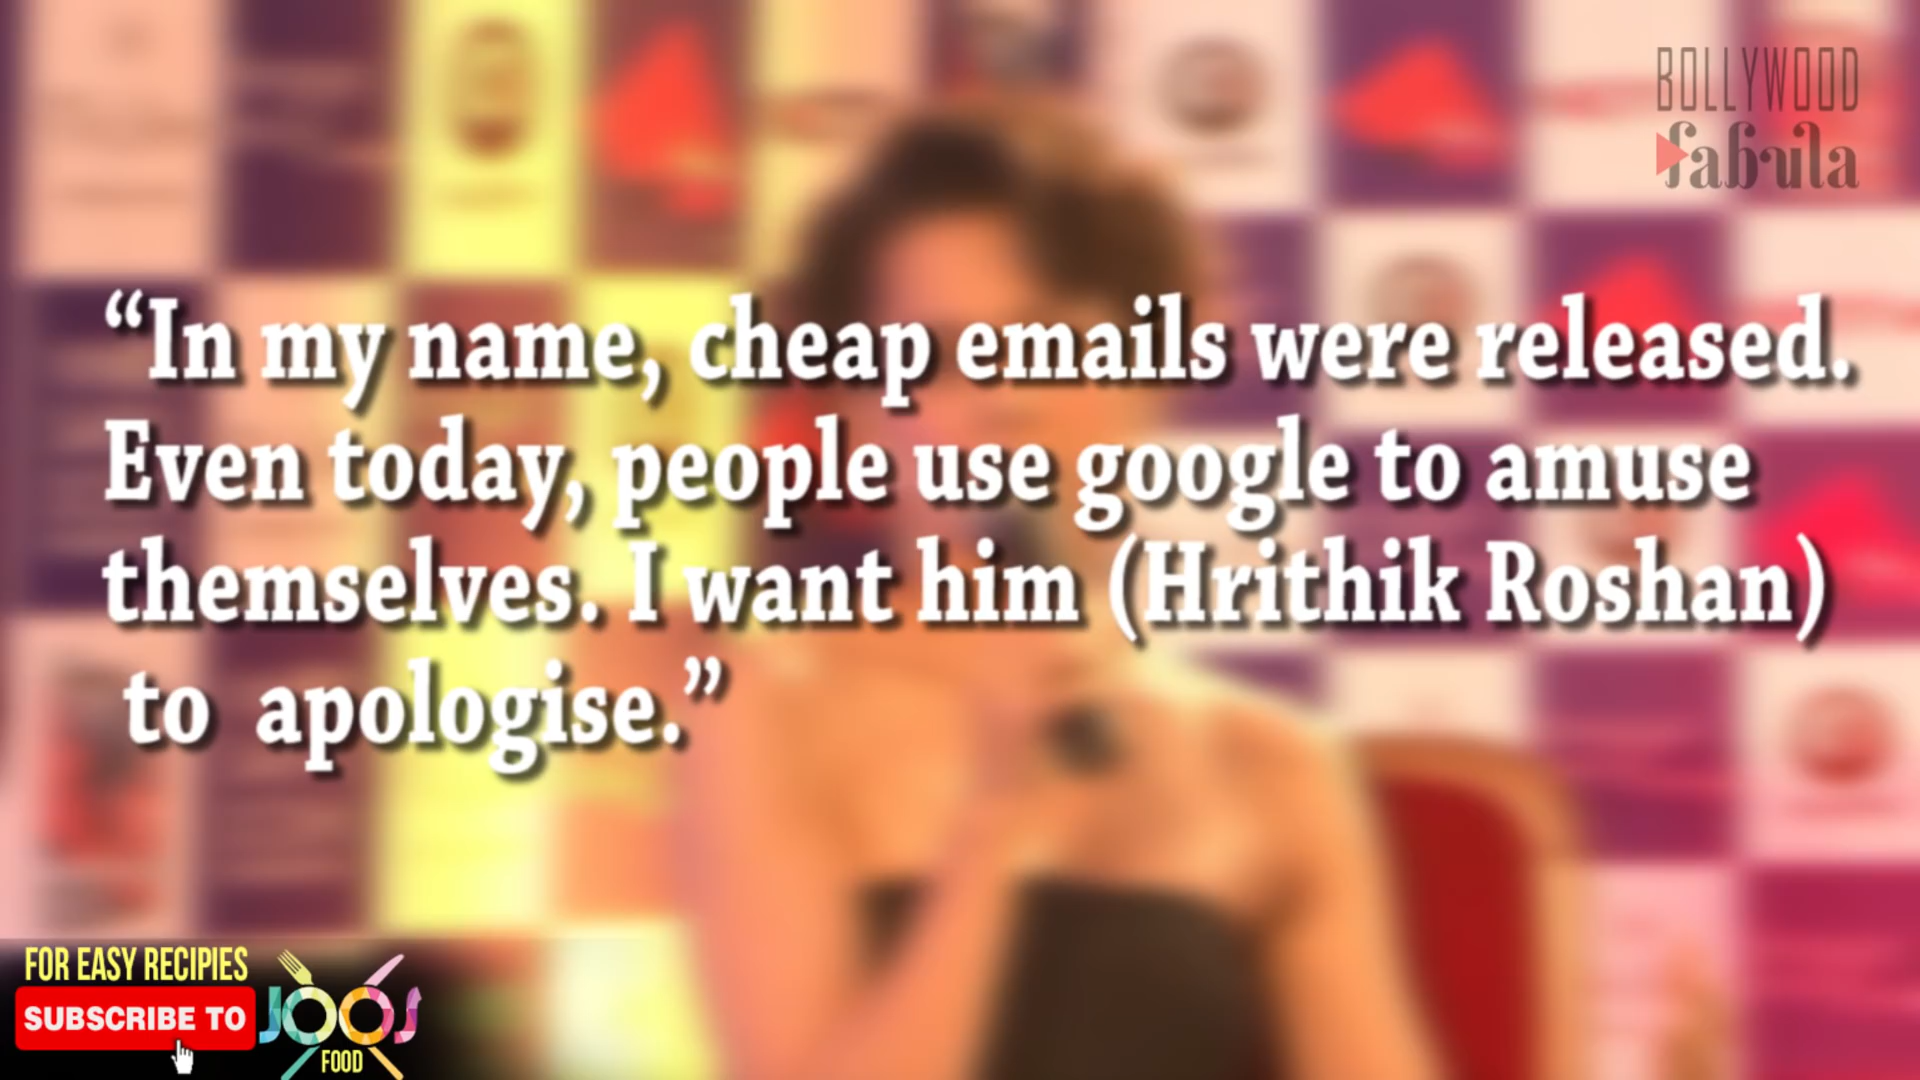 BOLLYWOOD
fabula
“In my name, cheap emails were released.
Even today, people use google to amuse
themselves. I want him (Hrithik Roshan)
to apologise.”
FOR EASY RECIPIES
SUBSCRIBE TO
JOOS
FOOD